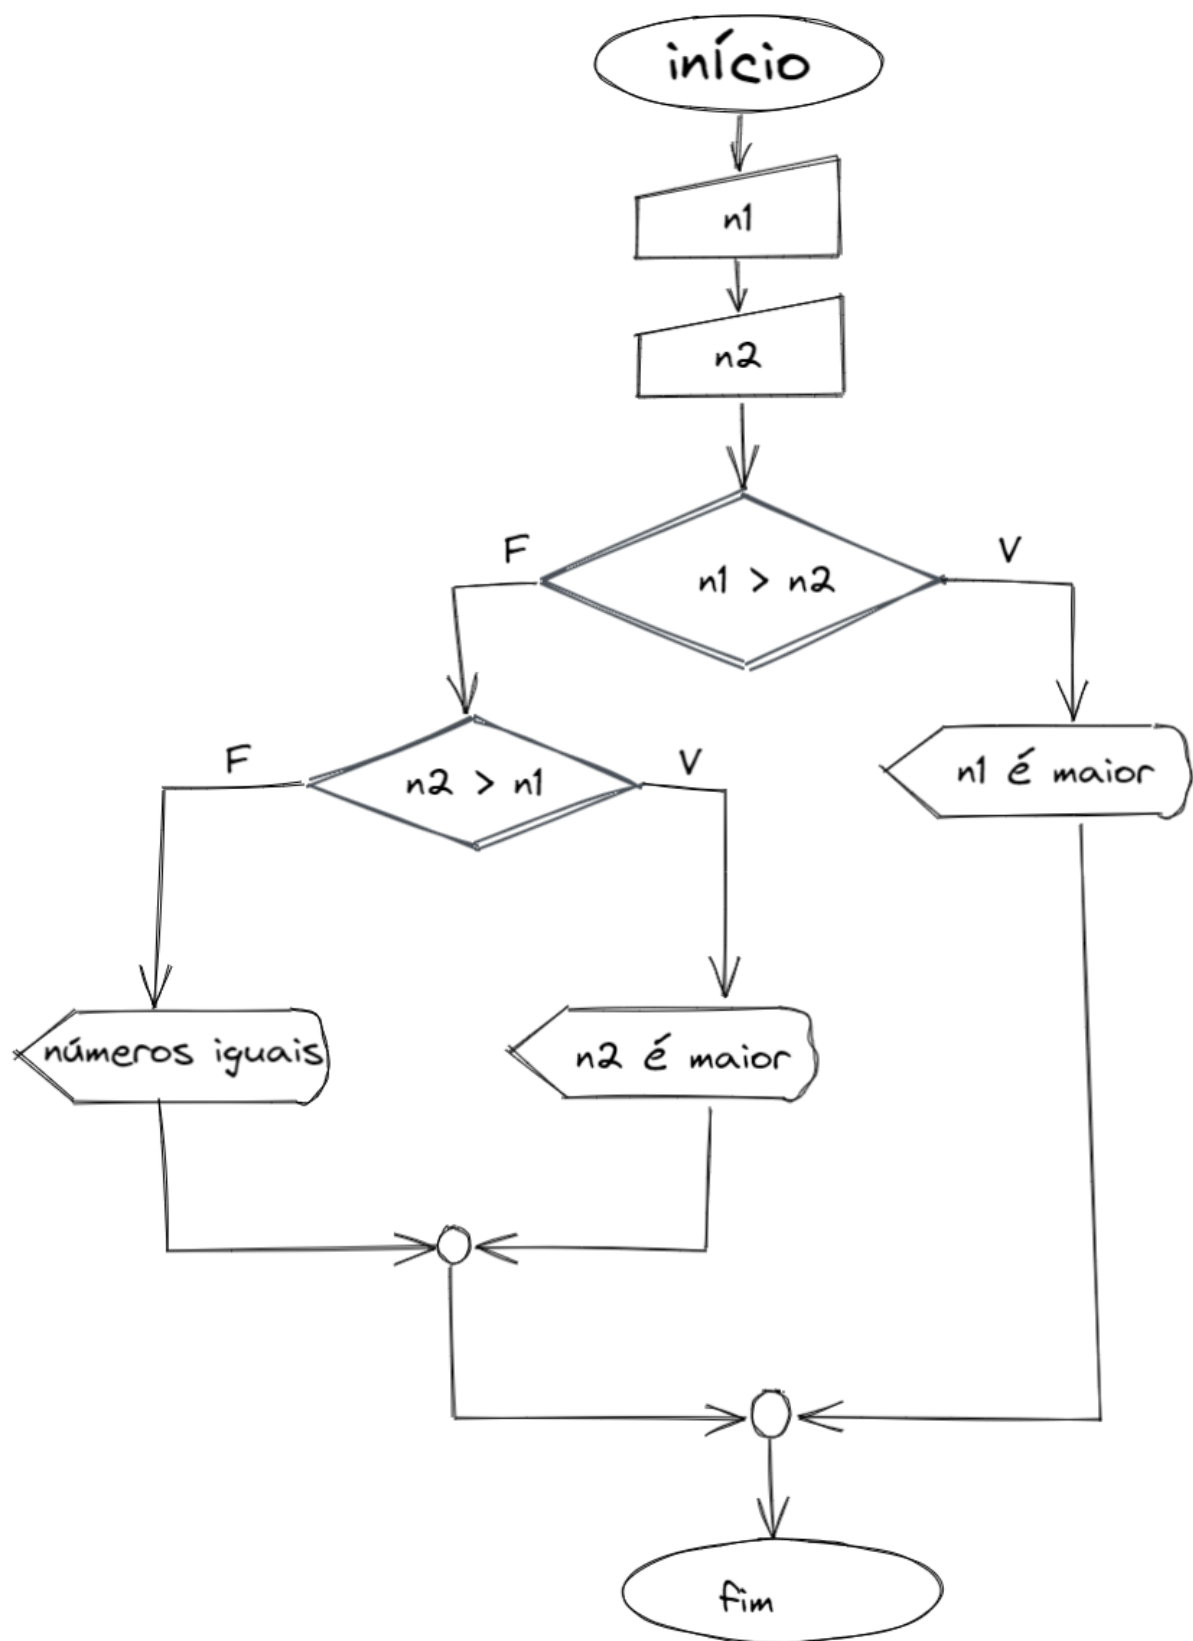 início
n1
n2
n1 > n2
F
V
n2 > n1
F
V
n1 é maior
números iguais
n2 é maior
fim